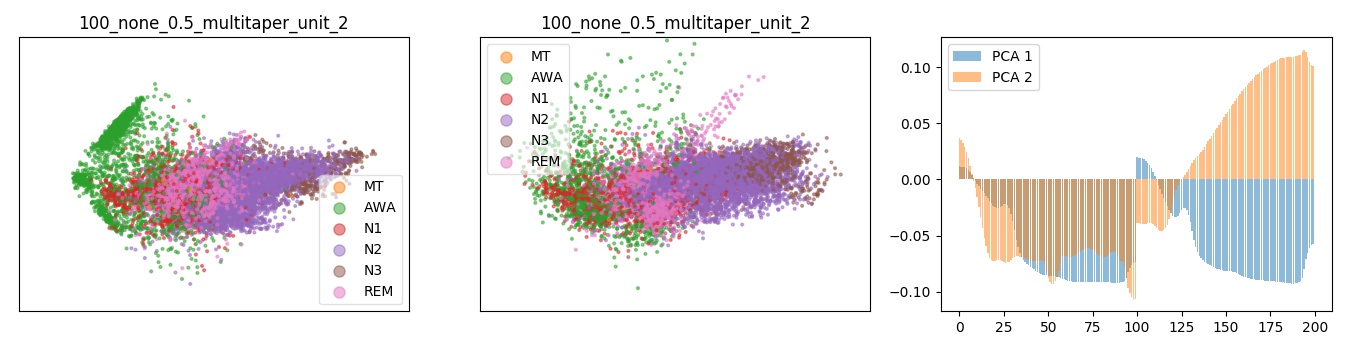 100_none_0.5_multitaper_unit_2
MT
AWA
N1
N2
N3
REM
100_none_0.5_multitaper_unit_2
MT
AWA
N1
N2
N3
REM
PCA 1
PCA 2
0.10
0.05
0.00
−0.05
−0.10
0 25 50 75 100 125 150 175 200